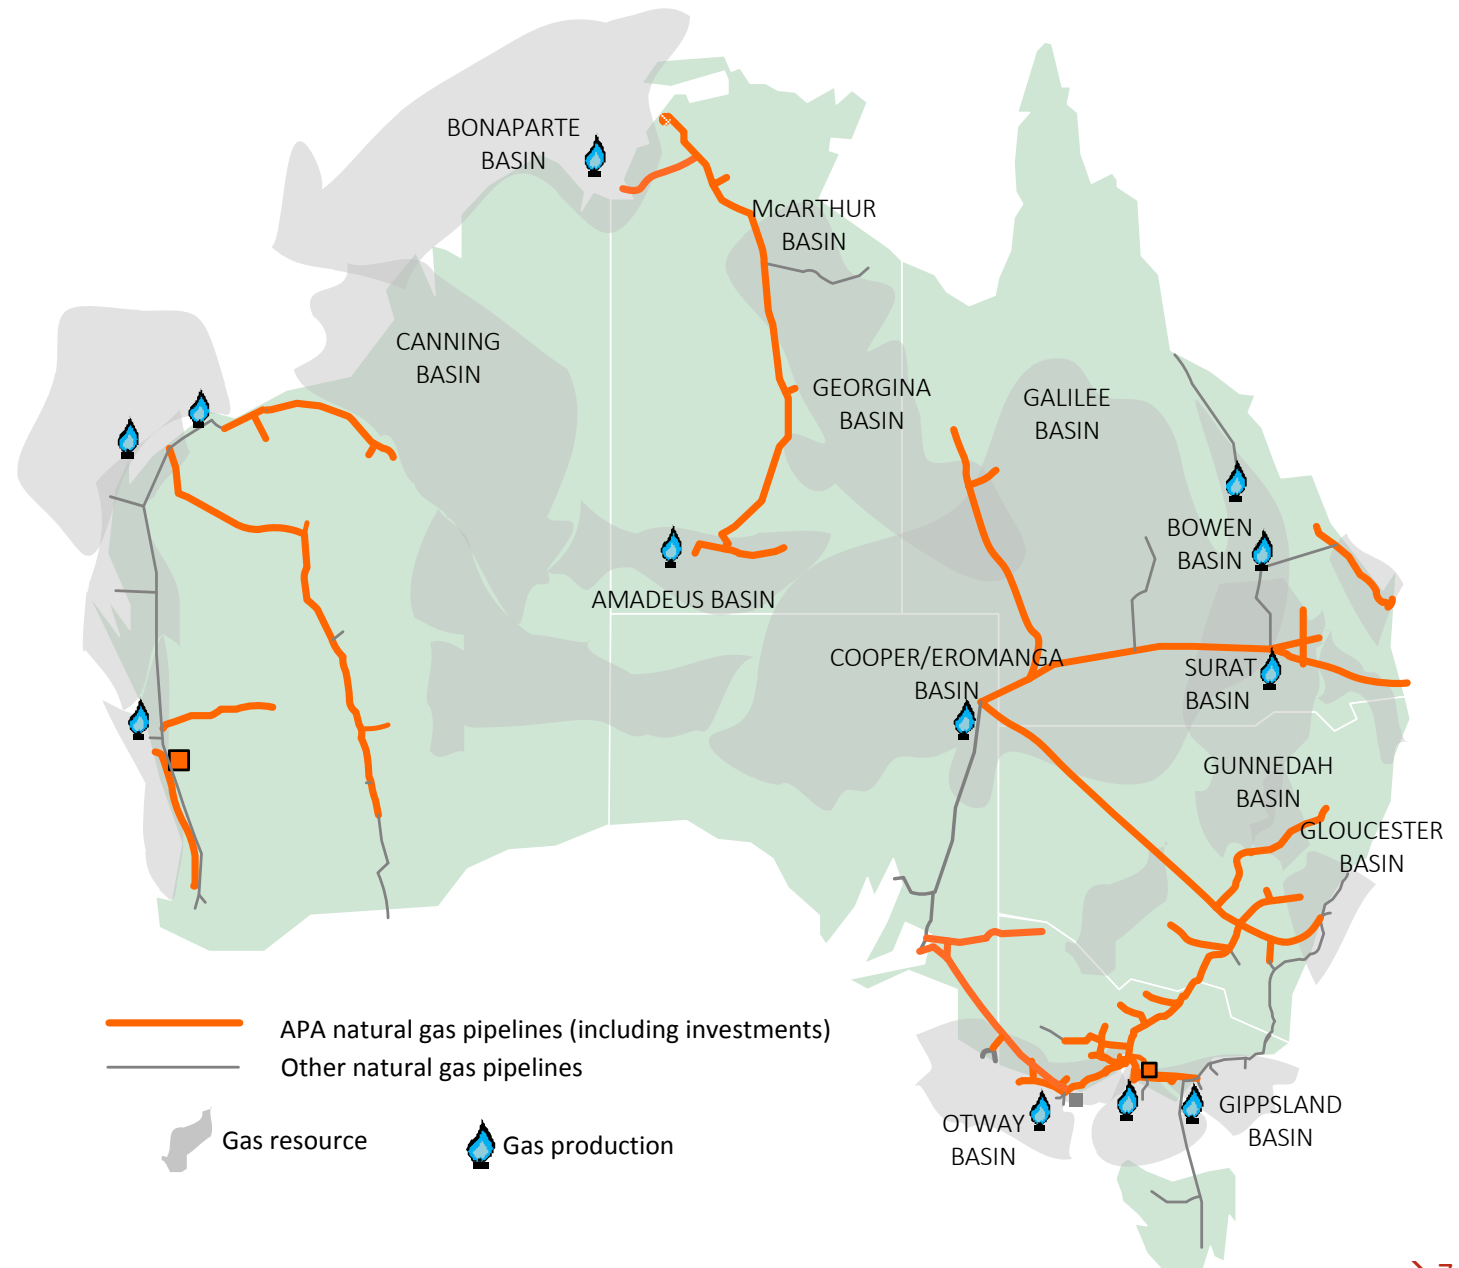 BONAPARTE
BASIN
McARTHUR
BASIN
CANNING
BASIN
GEORGINA
BASIN
GALILEE
BASIN
BOWEN
BASIN
AMADEUS BASIN
COOPER/EROMANGA
BASIN
SURAT
BASIN
GUNNEDAH
BASIN
GLOUCESTER
BASIN
APA natural gas pipelines (including investments)
Other natural gas pipelines
Gas resource
Gas production
OTWAY
BASIN
GIPPSLAND
BASIN